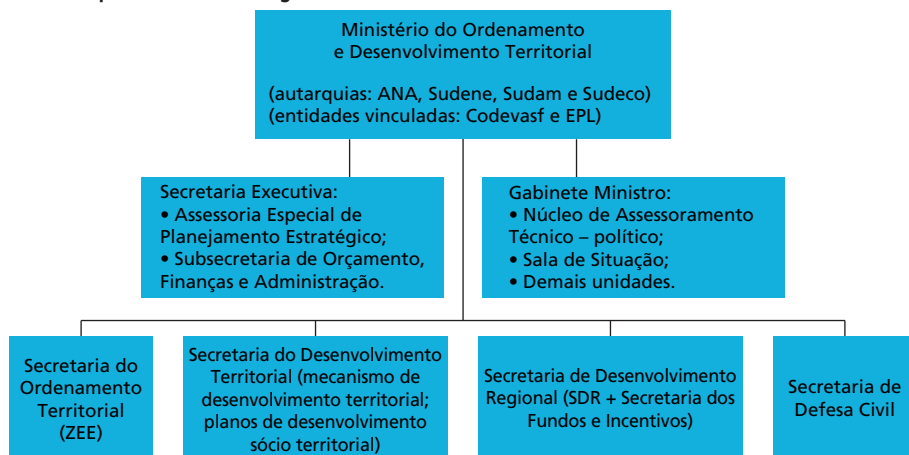 Ministério do Ordenamento
e Desenvolvimento Territorial
(autarquias: ANA, Sudene, Sudam e Sudeco)
(entidades vinculadas: Codevasf e EPL)
Secretaria Executiva:
• Assessoria Especial de
Planejamento Estratégico;
• Subsecretaria de Orçamento,
Finanças e Administração.
Gabinete Ministro:
• Núcleo de Assessoramento
Técnico – político;
• Sala de Situação;
• Demais unidades.
Secretaria do
Ordenamento
Territorial
(ZEE)
Secretaria do Desenvolvimento
Territorial (mecanismo de
desenvolvimento territorial;
planos de desenvolvimento
sócio territorial)
Secretaria de Desenvolvimento
Regional (SDR + Secretaria dos
Fundos e Incentivos)
Secretaria de
Defesa Civil